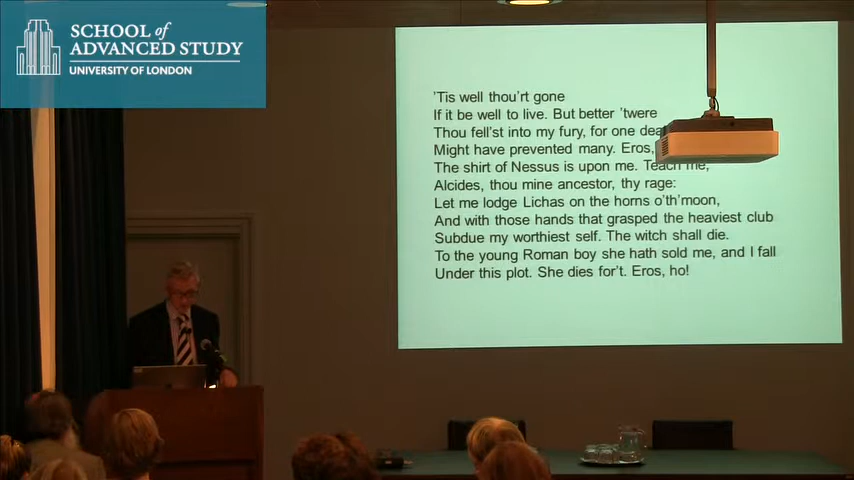 SCHOOL of
ADVANCED STUDY
UNIVERSITY OF LONDON
'Tis well thou'rt gone
If it be well to live. But better 'twere
Thou fell'st into my fury, for one
Might have prevented many. Eros,
The shirt of Nessus is upon me. Teach me,
Alcides, thou mine ancestor, thy rage:
Let me lodge Lichas on the horns o'th'moon,
And with those hands that grasped the heaviest club
Subdue my worthiest self. The witch shall die.
To the young Roman boy she hath sold me, and I fall
Under this plot. She dies for't. Eros, ho!